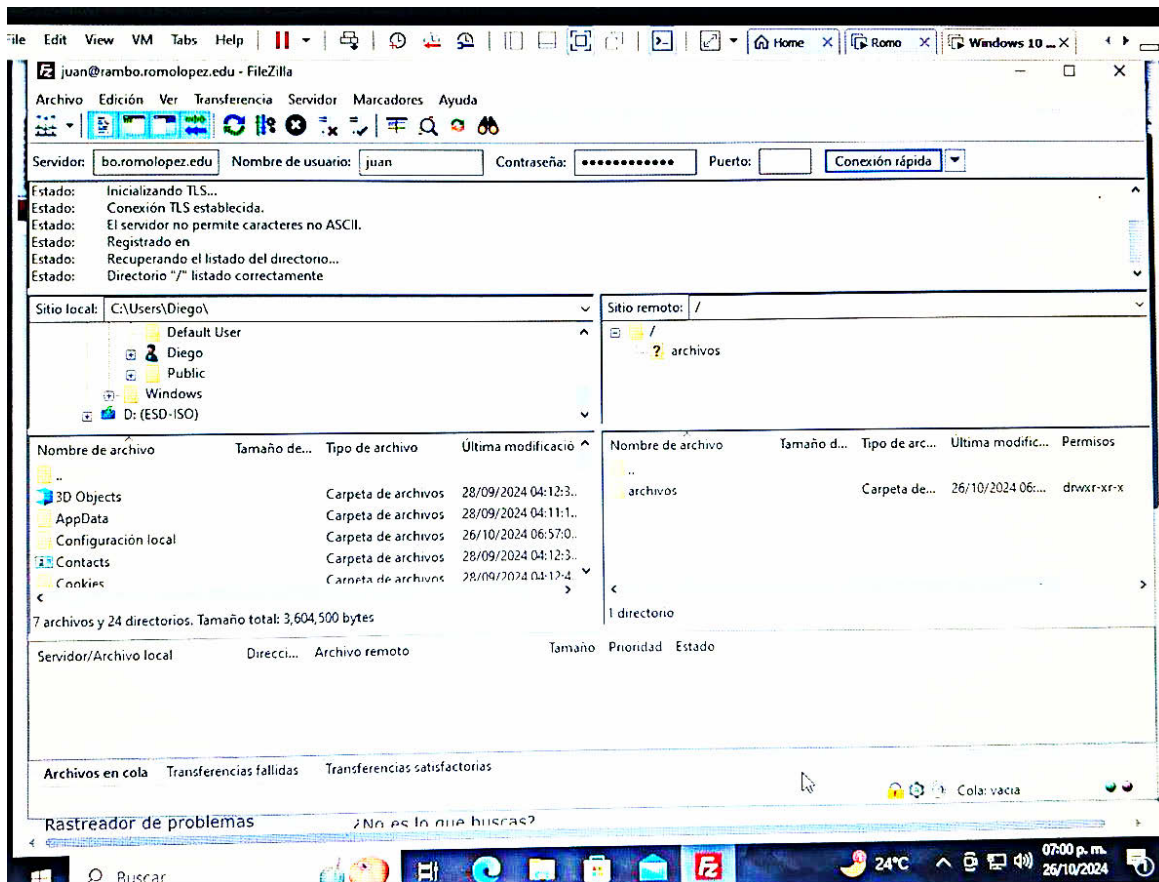 File Edit View VM Tabs Help Home X Romo X Windows 10 ... X
juan@rambo.romolopez.edu - FileZilla
Archivo Edición Ver Transferencia Servidor Marcadores Ayuda
Servidor: bo.romolopez.edu Nombre de usuario: juan Contraseña: •••••••••••• Puerto: Conexión rápida
Estado: Inicializando TLS...
Estado: Conexión TLS establecida.
Estado: El servidor no permite caracteres no ASCII.
Estado: Registrado en
Estado: Recuperando el listado del directorio...
Estado: Directorio "/" listado correctamente
Sitio local: C:\Users\Diego\
Default User
Diego
Public
Windows
D: (ESD-ISO)
Sitio remoto: /
/
? archivos
Nombre de archivo Tamaño de... Tipo de archivo Última modificació
..
3D Objects Carpeta de archivos 28/09/2024 04:12:3..
AppData Carpeta de archivos 28/09/2024 04:11:1..
Configuración local Carpeta de archivos 26/10/2024 06:57:0..
Contacts Carpeta de archivos 28/09/2024 04:12:3..
Cookies Carpeta de archivos 28/09/2024 04:12:4
7 archivos y 24 directorios. Tamaño total: 3,604,500 bytes
Nombre de archivo Tamaño d... Tipo de arc... Última modific... Permisos
..
archivos Carpeta de... 26/10/2024 06:... drwxr-xr-x
1 directorio
Servidor/Archivo local Direcci... Archivo remoto Tamaño Prioridad Estado
Archivos en cola Transferencias fallidas Transferencias satisfactorias
Cola: vacía
Rastreador de problemas ¿No es lo que buscas?
Buscar 24°C 07:00 p. m.
26/10/2024